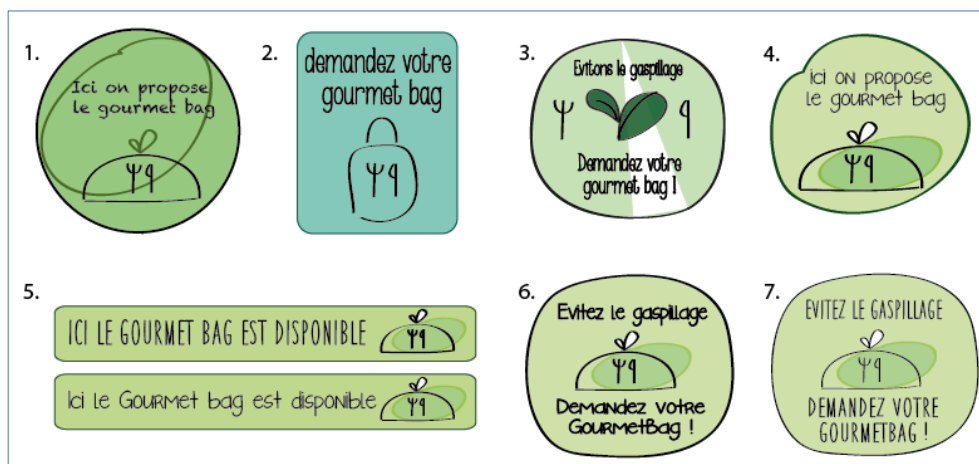 1.
Ici on propose
le gourmet bag
2.
demandez votre
gourmet bag
3.
Evitons le gaspillage
Demandez votre
gourmet bag !
4.
ici on propose
le gourmet bag
5.
ICI LE GOURMET BAG EST DISPONIBLE
Ici le Gourmet bag est disponible
6.
Evitez le gaspillage
Demandez votre
GourmetBag !
7.
EVITEZ LE GASPILLAGE
DEMANDEZ VOTRE
GOURMETBAG !